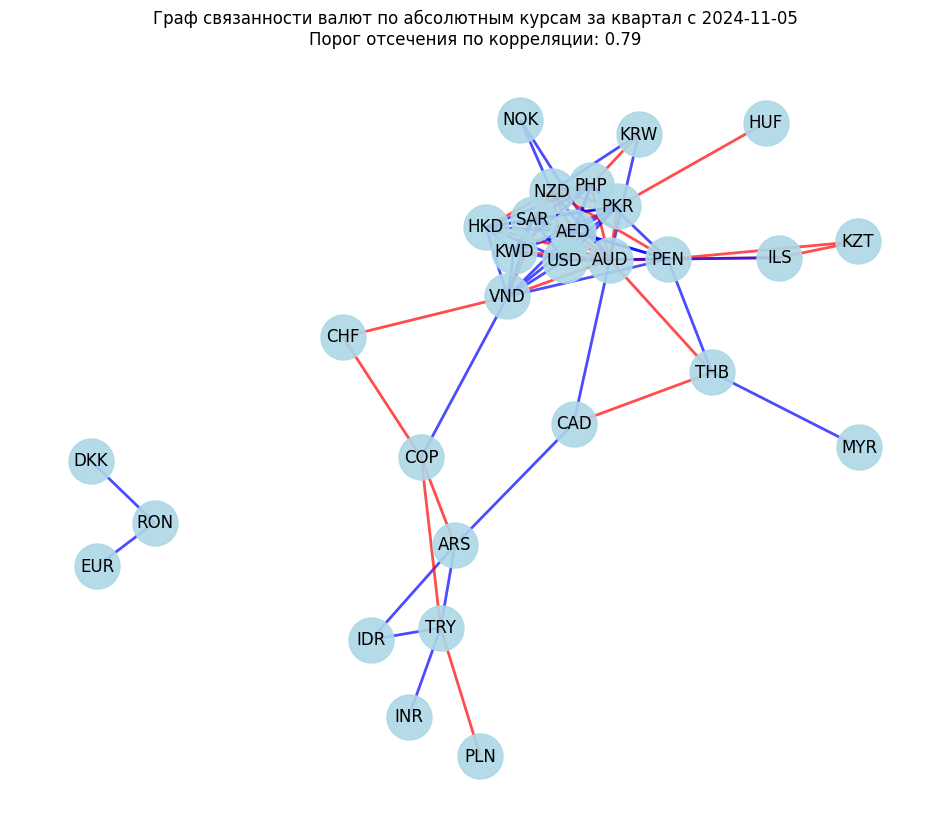 Граф связанности валют по абсолютным курсам за квартал с 2024-11-05
Порог отсечения по корреляции: 0.79
NOK
KRW
HUF
NZD
PHP
PKR
SAR
HKD
AED
KWD
USD
AUD
PEN
ILS
KZT
VND
CHF
THB
CAD
MYR
COP
DKK
RON
EUR
ARS
IDR
TRY
INR
PLN